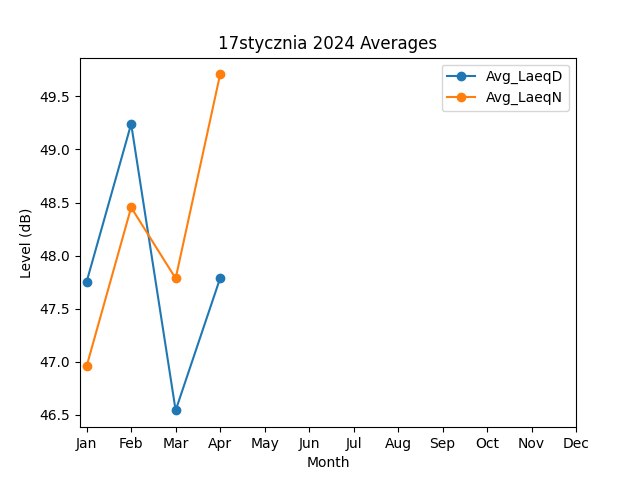 17stycznia 2024 Averages
Avg_LaeqD
Avg_LaeqN
Level (dB)
49.5
49.0
48.5
48.0
47.5
47.0
46.5
Jan Feb Mar Apr May Jun Jul Aug Sep Oct Nov Dec
Month